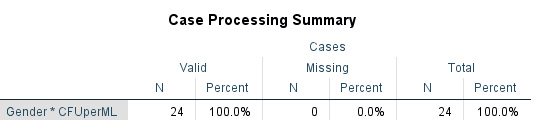 Case Processing Summary
Cases
Valid Missing Total
N Percent N Percent N Percent
Gender * CFUperML 24 100.0% 0 0.0% 24 100.0%